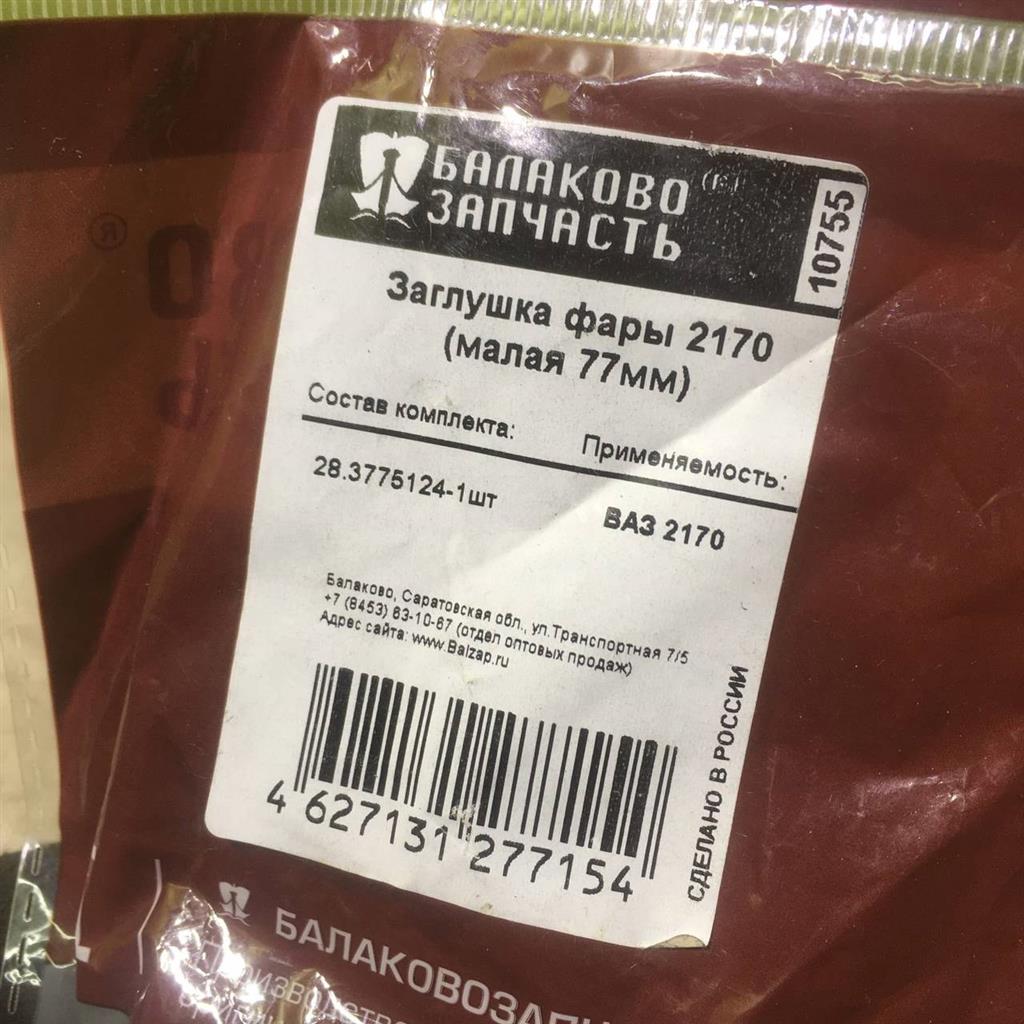 БАЛАКОВО
ЗАПЧАСТЬ
10755
Заглушка фары 2170
(малая 77мм)
Состав комплекта: Применяемость:
28.3775124-1шт ВАЗ 2170
Балаково, Саратовская обл., ул.Транспортная 7/5
+7 (8453) 63-10-67 (отдел оптовых продаж)
Адрес сайта: www.Balzap.ru
СДЕЛАНО В РОССИИ
4 627131 277154